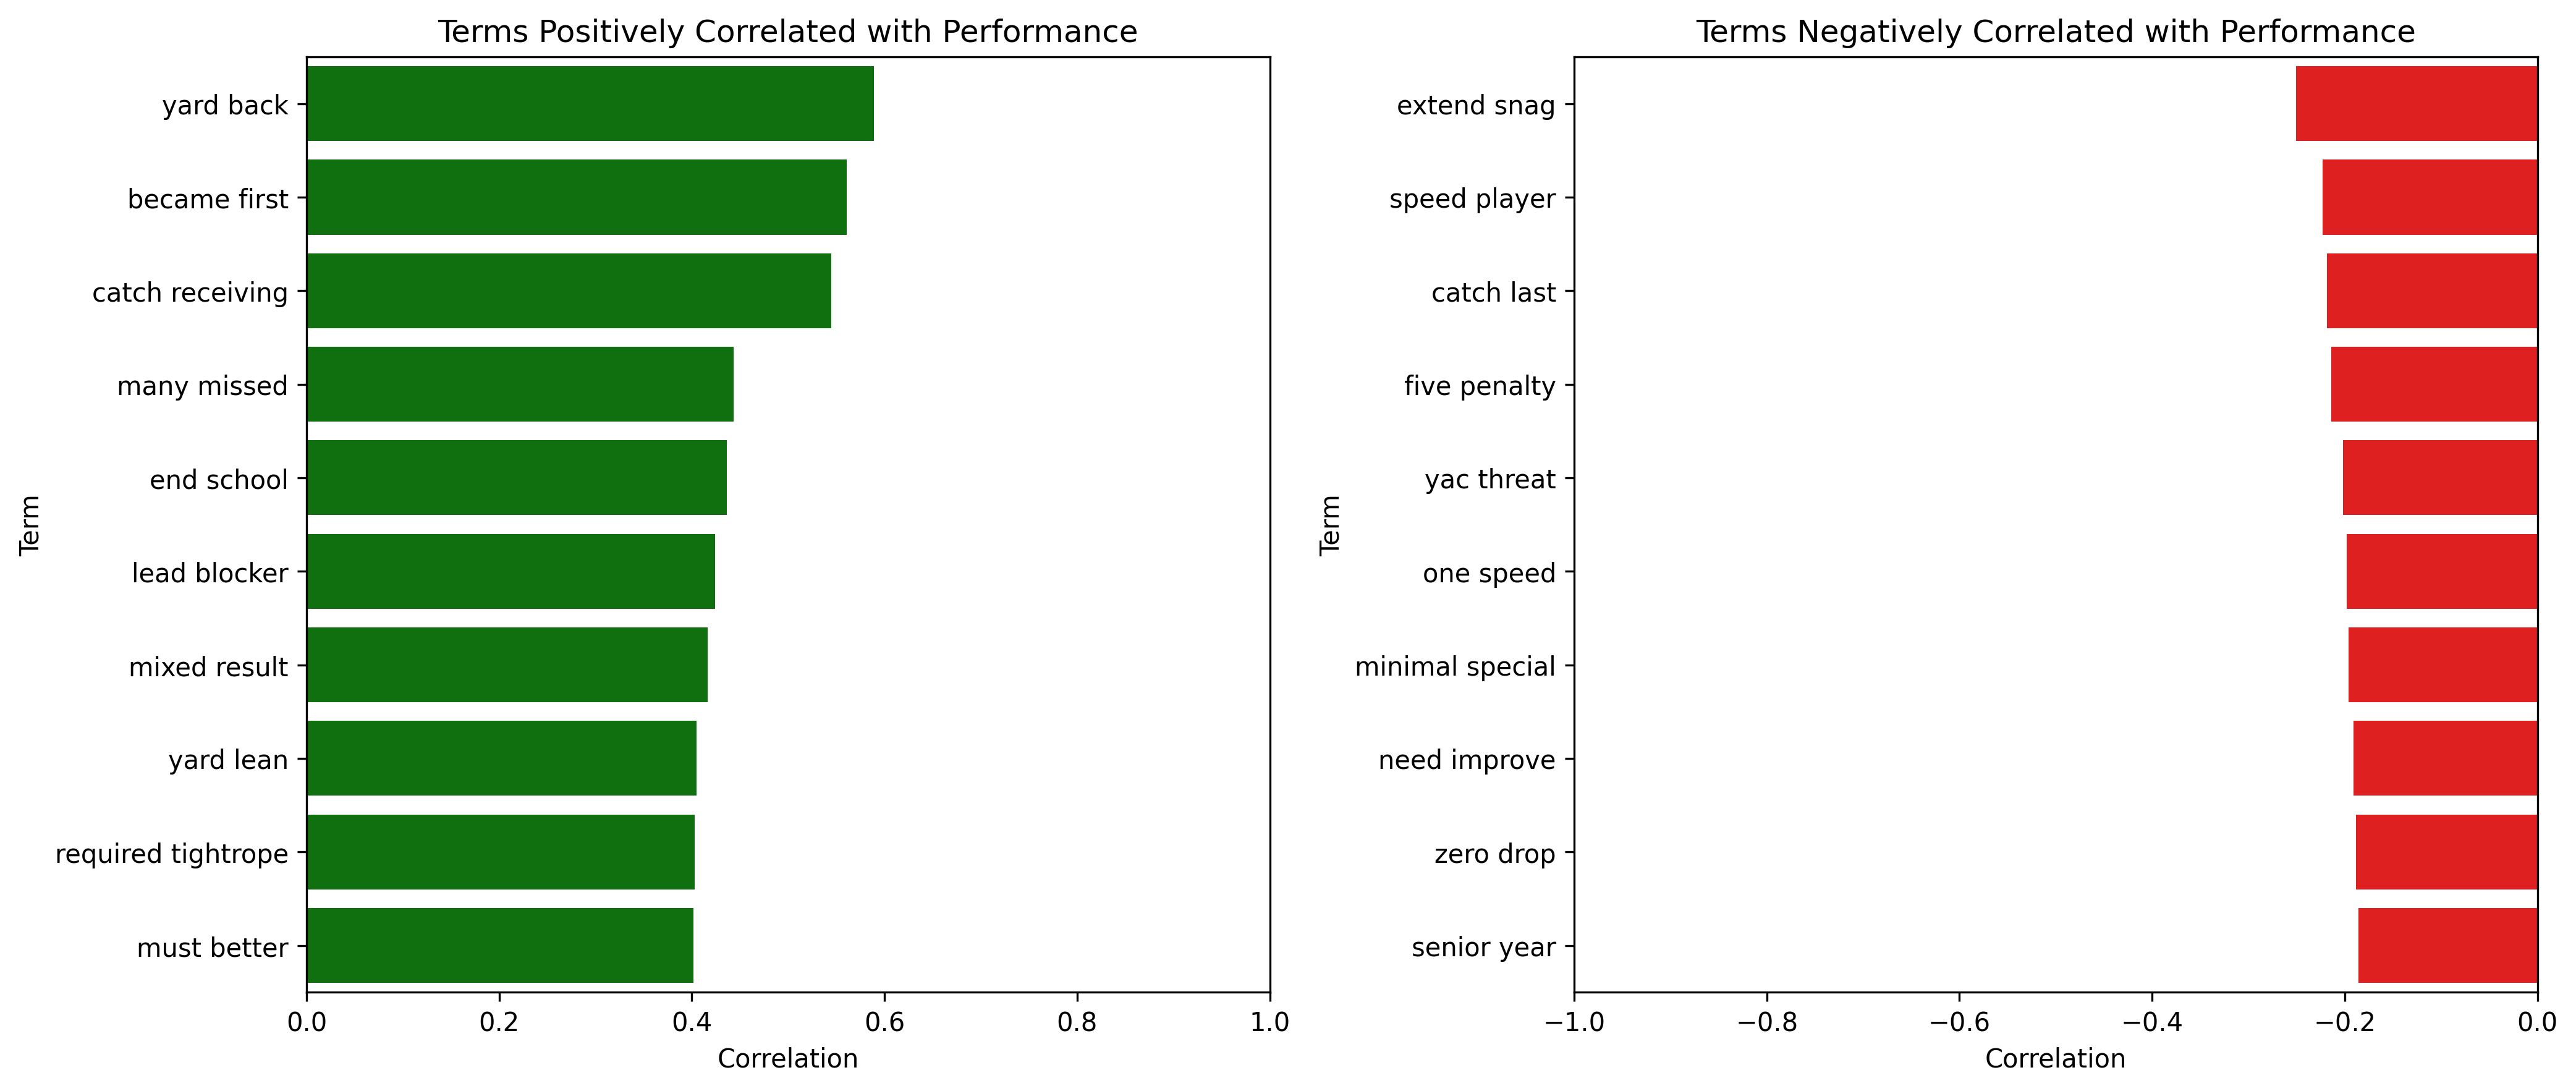 Terms Positively Correlated with Performance
yard back
became first
catch receiving
many missed
end school
lead blocker
mixed result
yard lean
required tightrope
must better
Term
0.0 0.2 0.4 0.6 0.8 1.0
Correlation
Terms Negatively Correlated with Performance
extend snag
speed player
catch last
five penalty
yac threat
one speed
minimal special
need improve
zero drop
senior year
Term
−1.0 −0.8 −0.6 −0.4 −0.2 0.0
Correlation